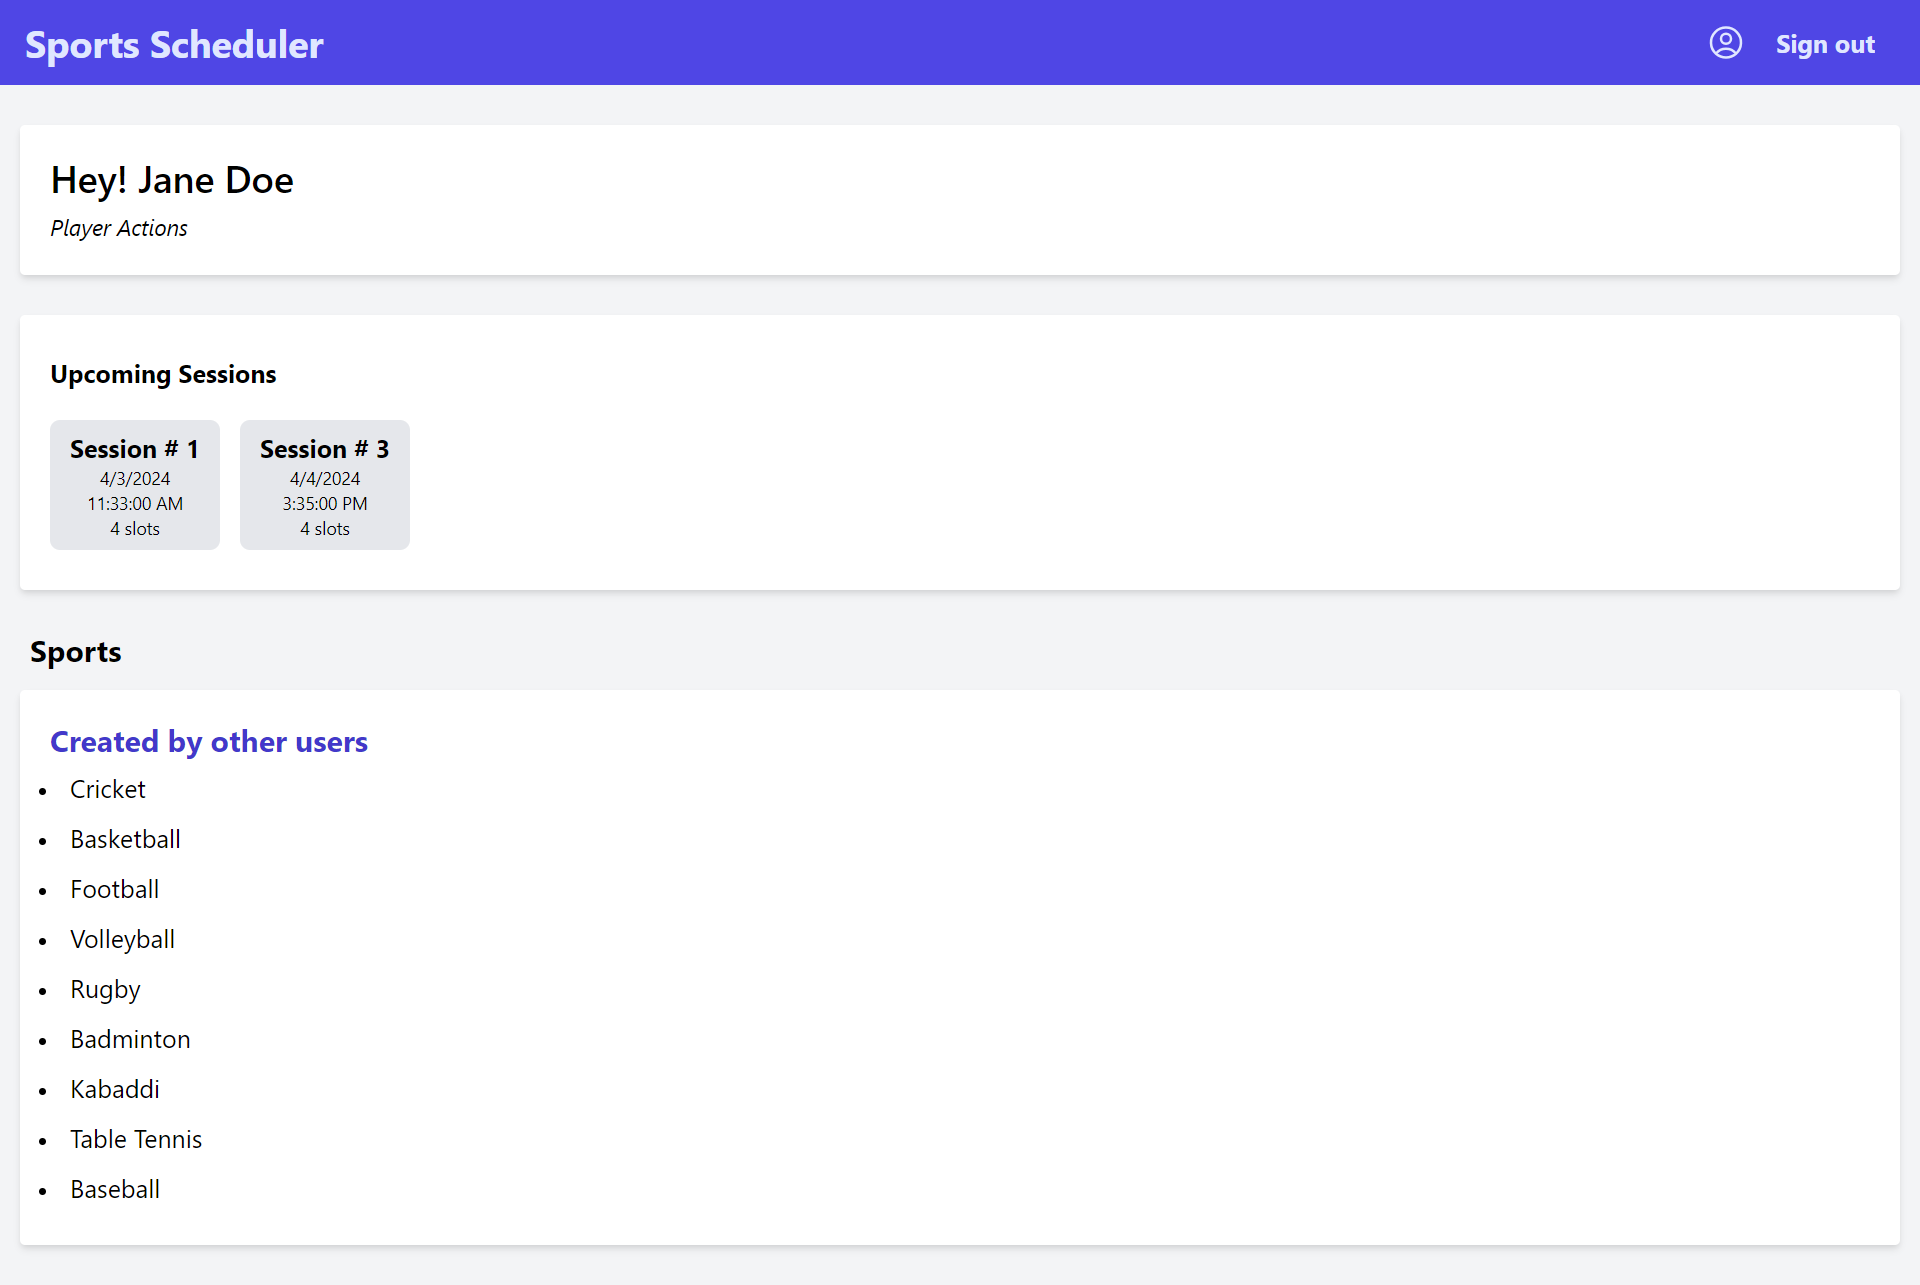 Sports Scheduler
Sign out
Hey! Jane Doe
Player Actions
Upcoming Sessions
Session # 1
4/3/2024
11:33:00 AM
4 slots
Session # 3
4/4/2024
3:35:00 PM
4 slots
Sports
Created by other users
Cricket
Basketball
Football
Volleyball
Rugby
Badminton
Kabaddi
Table Tennis
Baseball